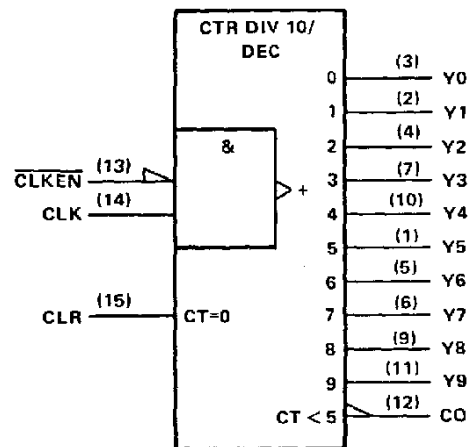 CTR DIV 10/
DEC
0 (3) Y0
1 (2) Y1
&
2 (4) Y2
CLKEN (13) 3 (7) Y3
CLK (14) + 4 (10) Y4
5 (1) Y5
6 (5) Y6
CLR (15) CT=0 7 (6) Y7
8 (9) Y8
9 (11) Y9
CT < 5 (12) CO